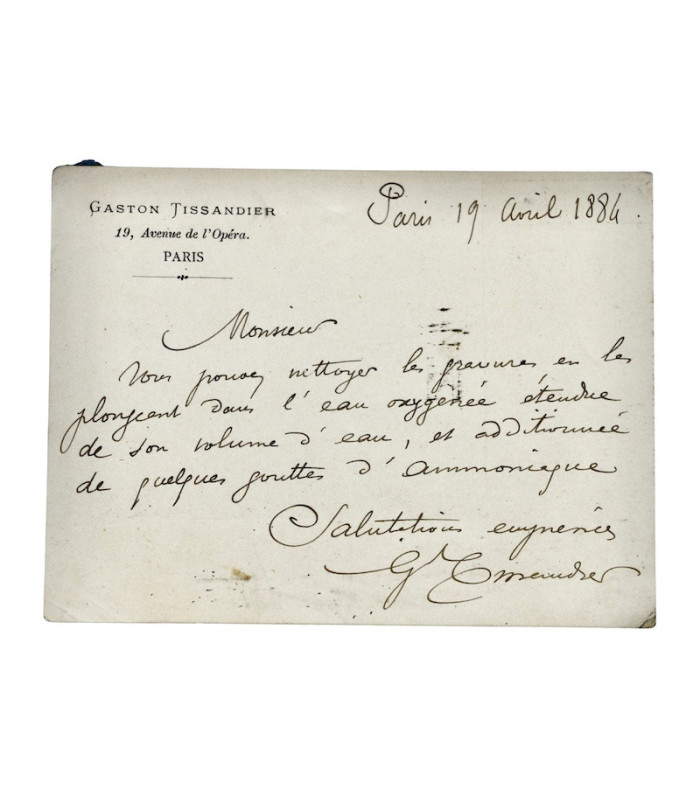 GASTON TISSANDIER
19, Avenue de l'Opéra.
PARIS
Paris 19 avril 1884.
Monsieur
Vous pouvez nettoyer les gravures en les
plongeant dans l'eau oxygénée étendue
de son volume d'eau, et additionnée
de quelques gouttes d'ammoniaque
Salutations empressées
G Tissandier